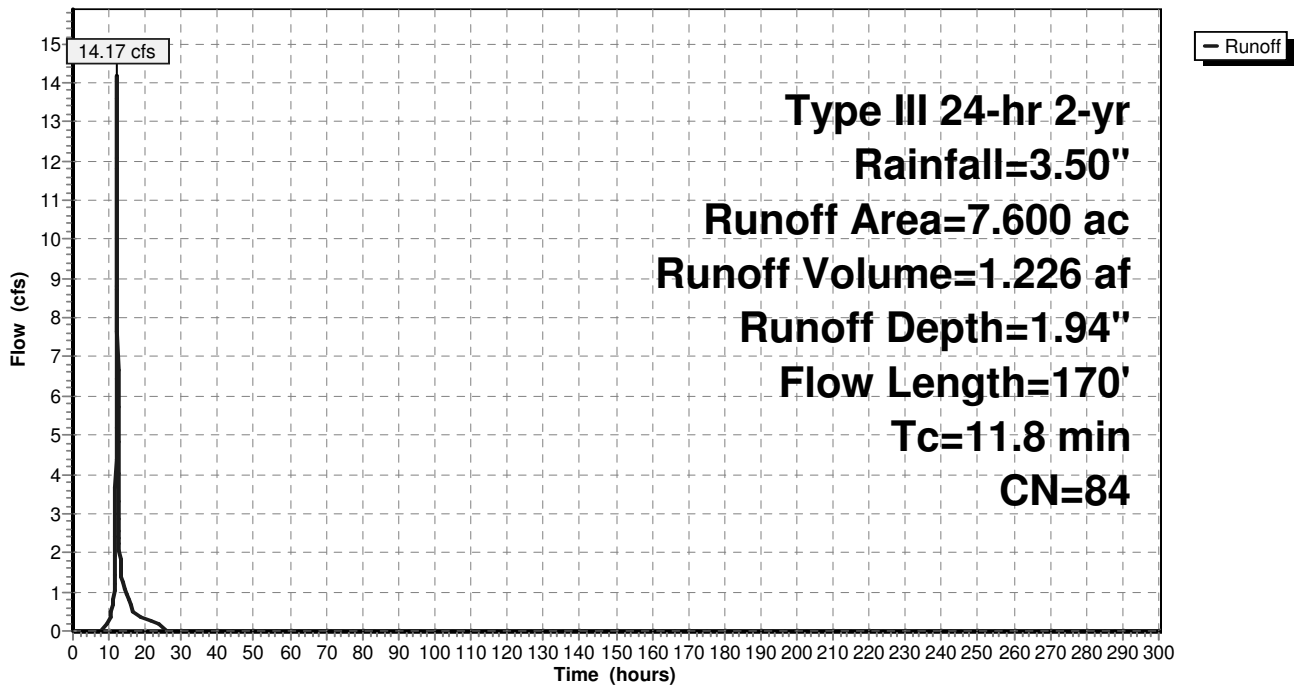 14.17 cfs
Runoff
Type III 24-hr 2-yr
Rainfall=3.50"
Runoff Area=7.600 ac
Runoff Volume=1.226 af
Runoff Depth=1.94"
Flow Length=170'
Tc=11.8 min
CN=84
Flow (cfs)
15
14
13
12
11
10
9
8
7
6
5
4
3
2
1
0
0 10 20 30 40 50 60 70 80 90 100 110 120 130 140 150 160 170 180 190 200 210 220 230 240 250 260 270 280 290 300
Time (hours)